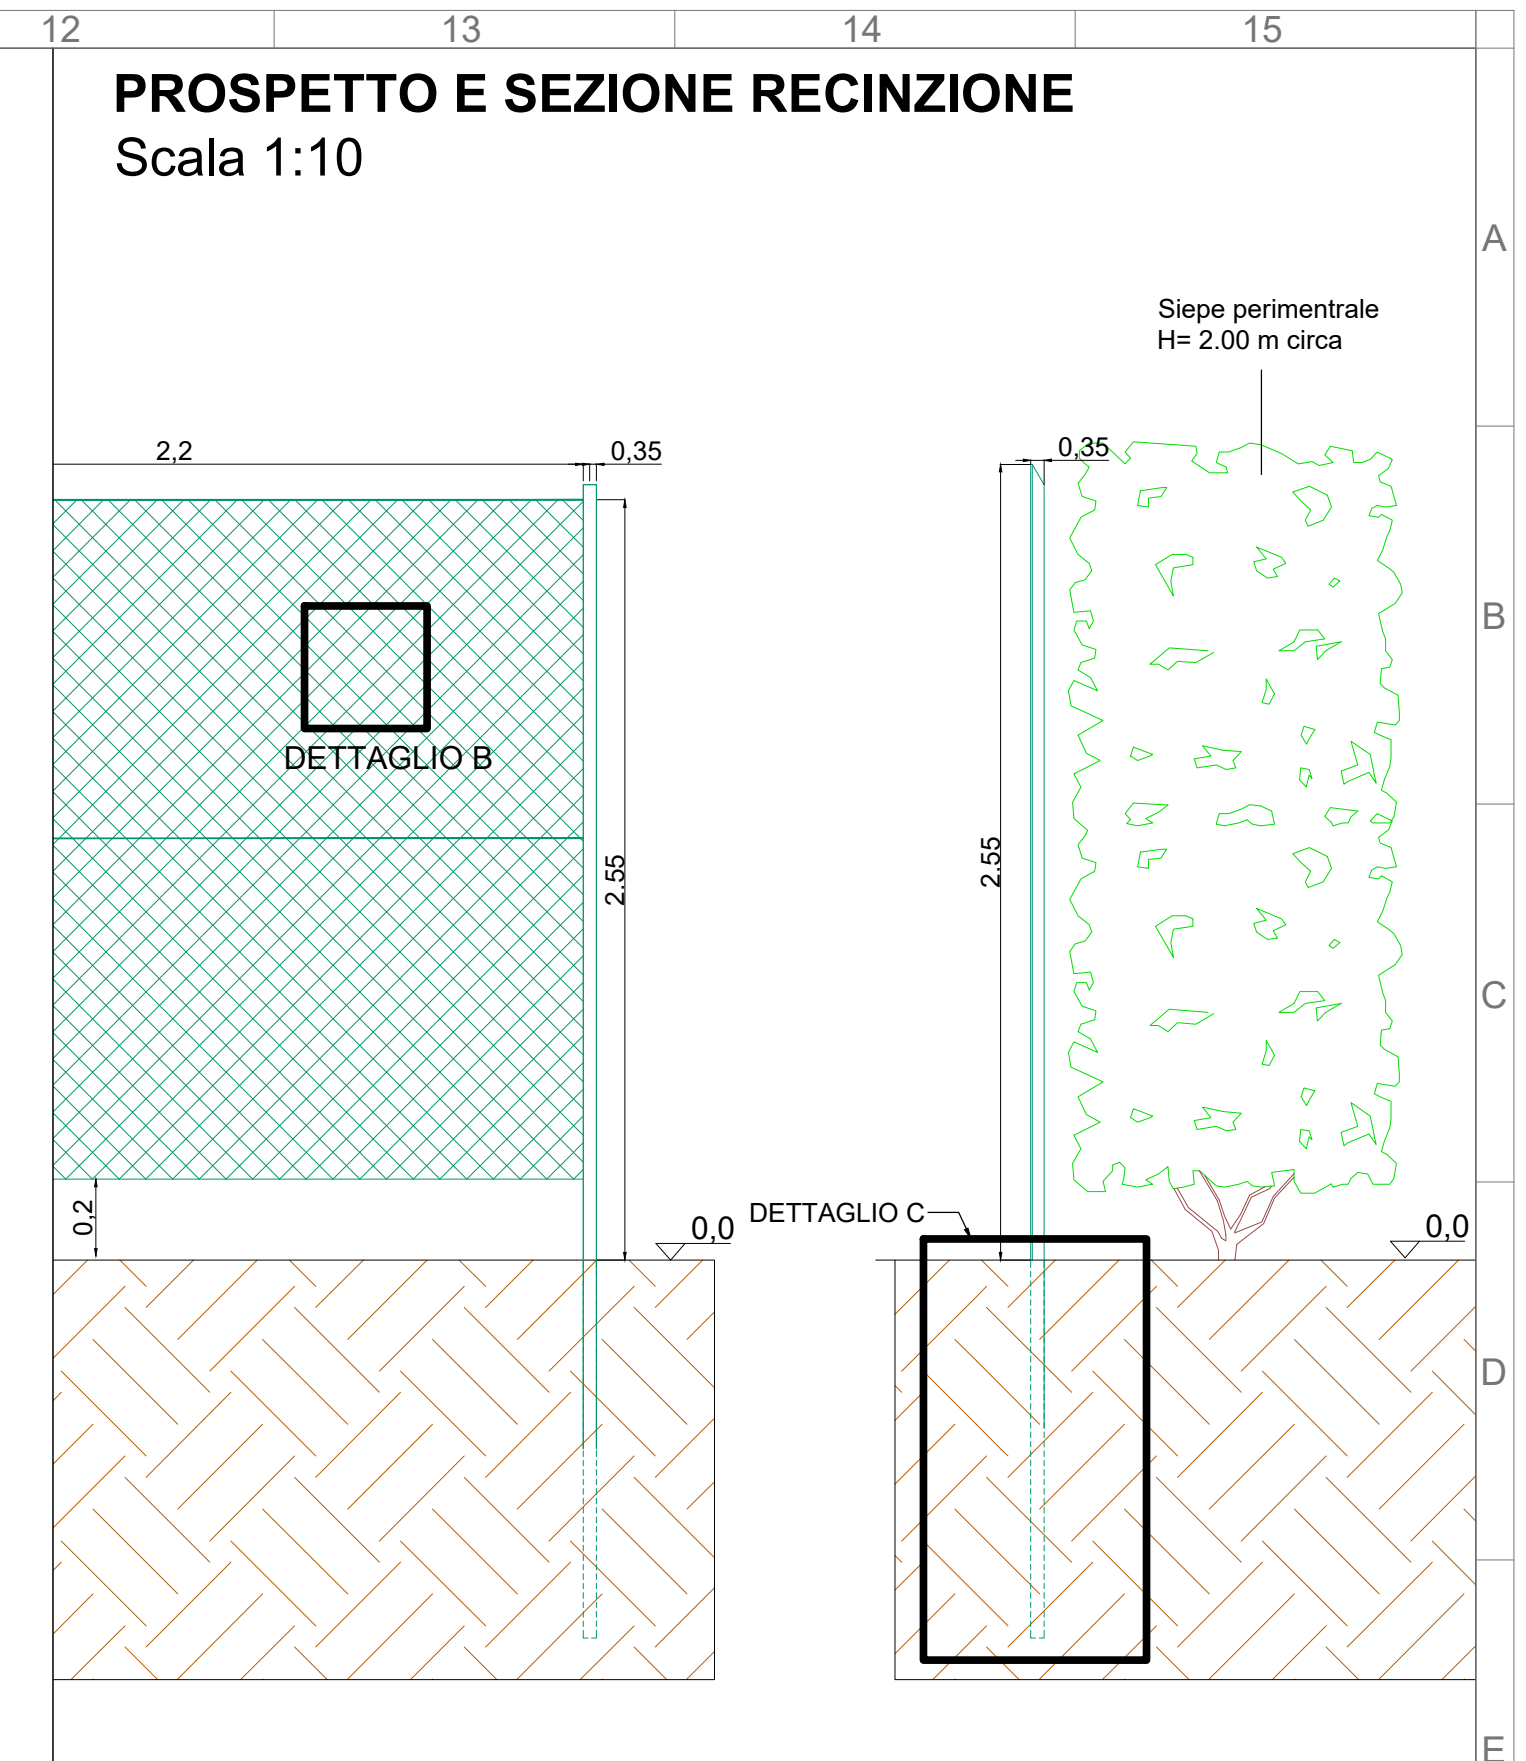 12 13 14 15
PROSPETTO E SEZIONE RECINZIONE
Scala 1:10
A
Siepe perimentrale
H= 2.00 m circa
2,2 0,35 0,35
B
DETTAGLIO B
2.55 2.55
C
0,2 DETTAGLIO C
0,0 0,0
D
E